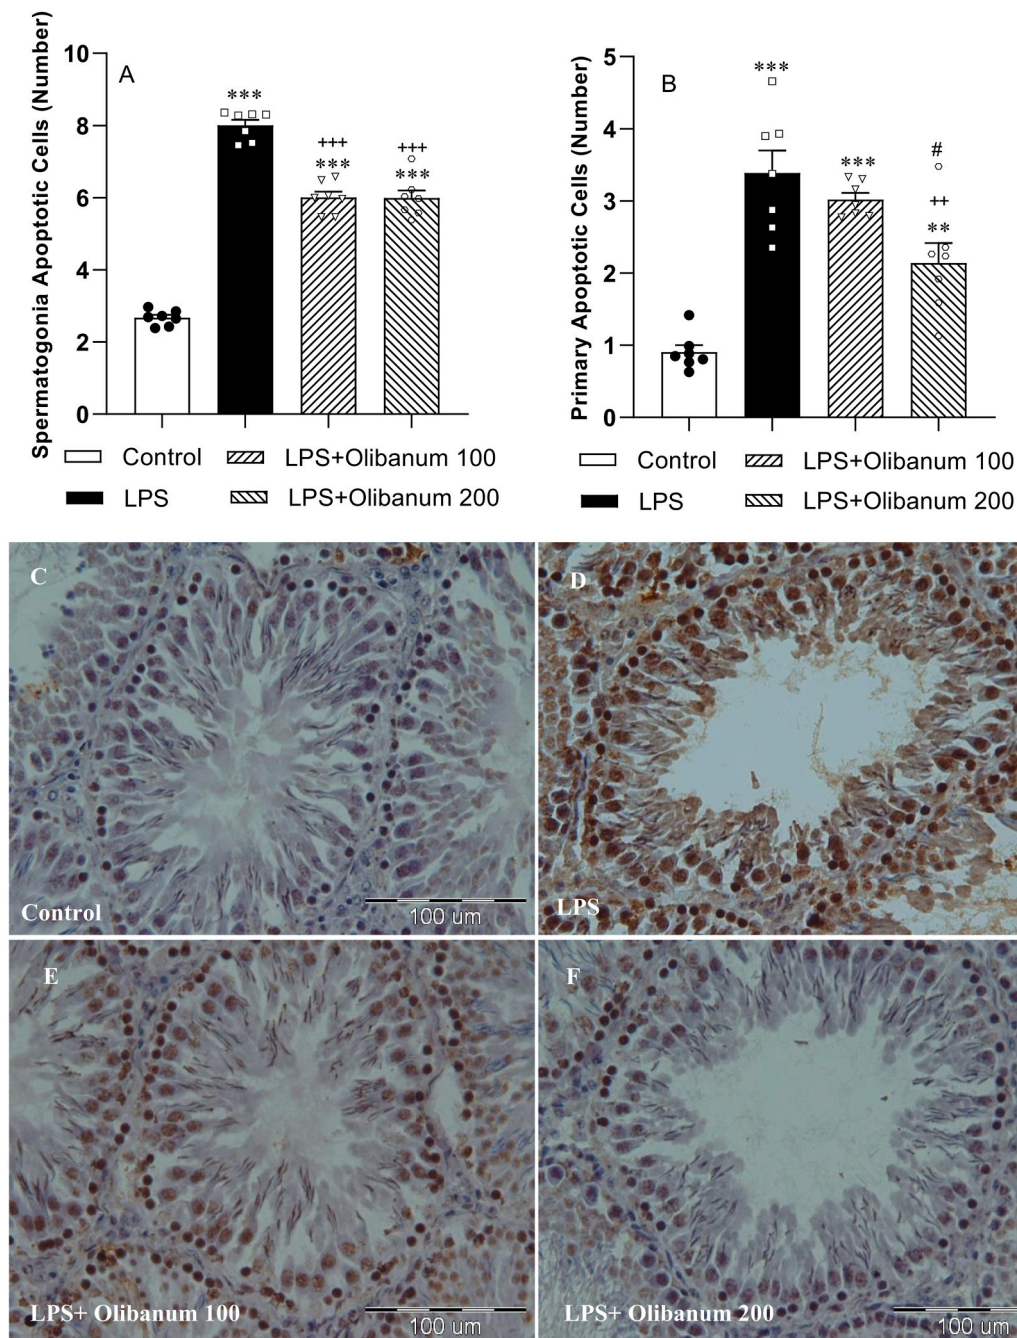 A
Spermatogonia Apoptotic Cells (Number)
10
8
6
4
2
0
***
+++
***
+++
***
Control
LPS+Olibanum 100
LPS
LPS+Olibanum 200
B
Primary Apoptotic Cells (Number)
5
4
3
2
1
0
***
***
#
++
**
Control
LPS+Olibanum 100
LPS
LPS+Olibanum 200
C
Control
100 um
D
LPS
E
LPS+ Olibanum 100
100 um
F
LPS+ Olibanum 200
100 um